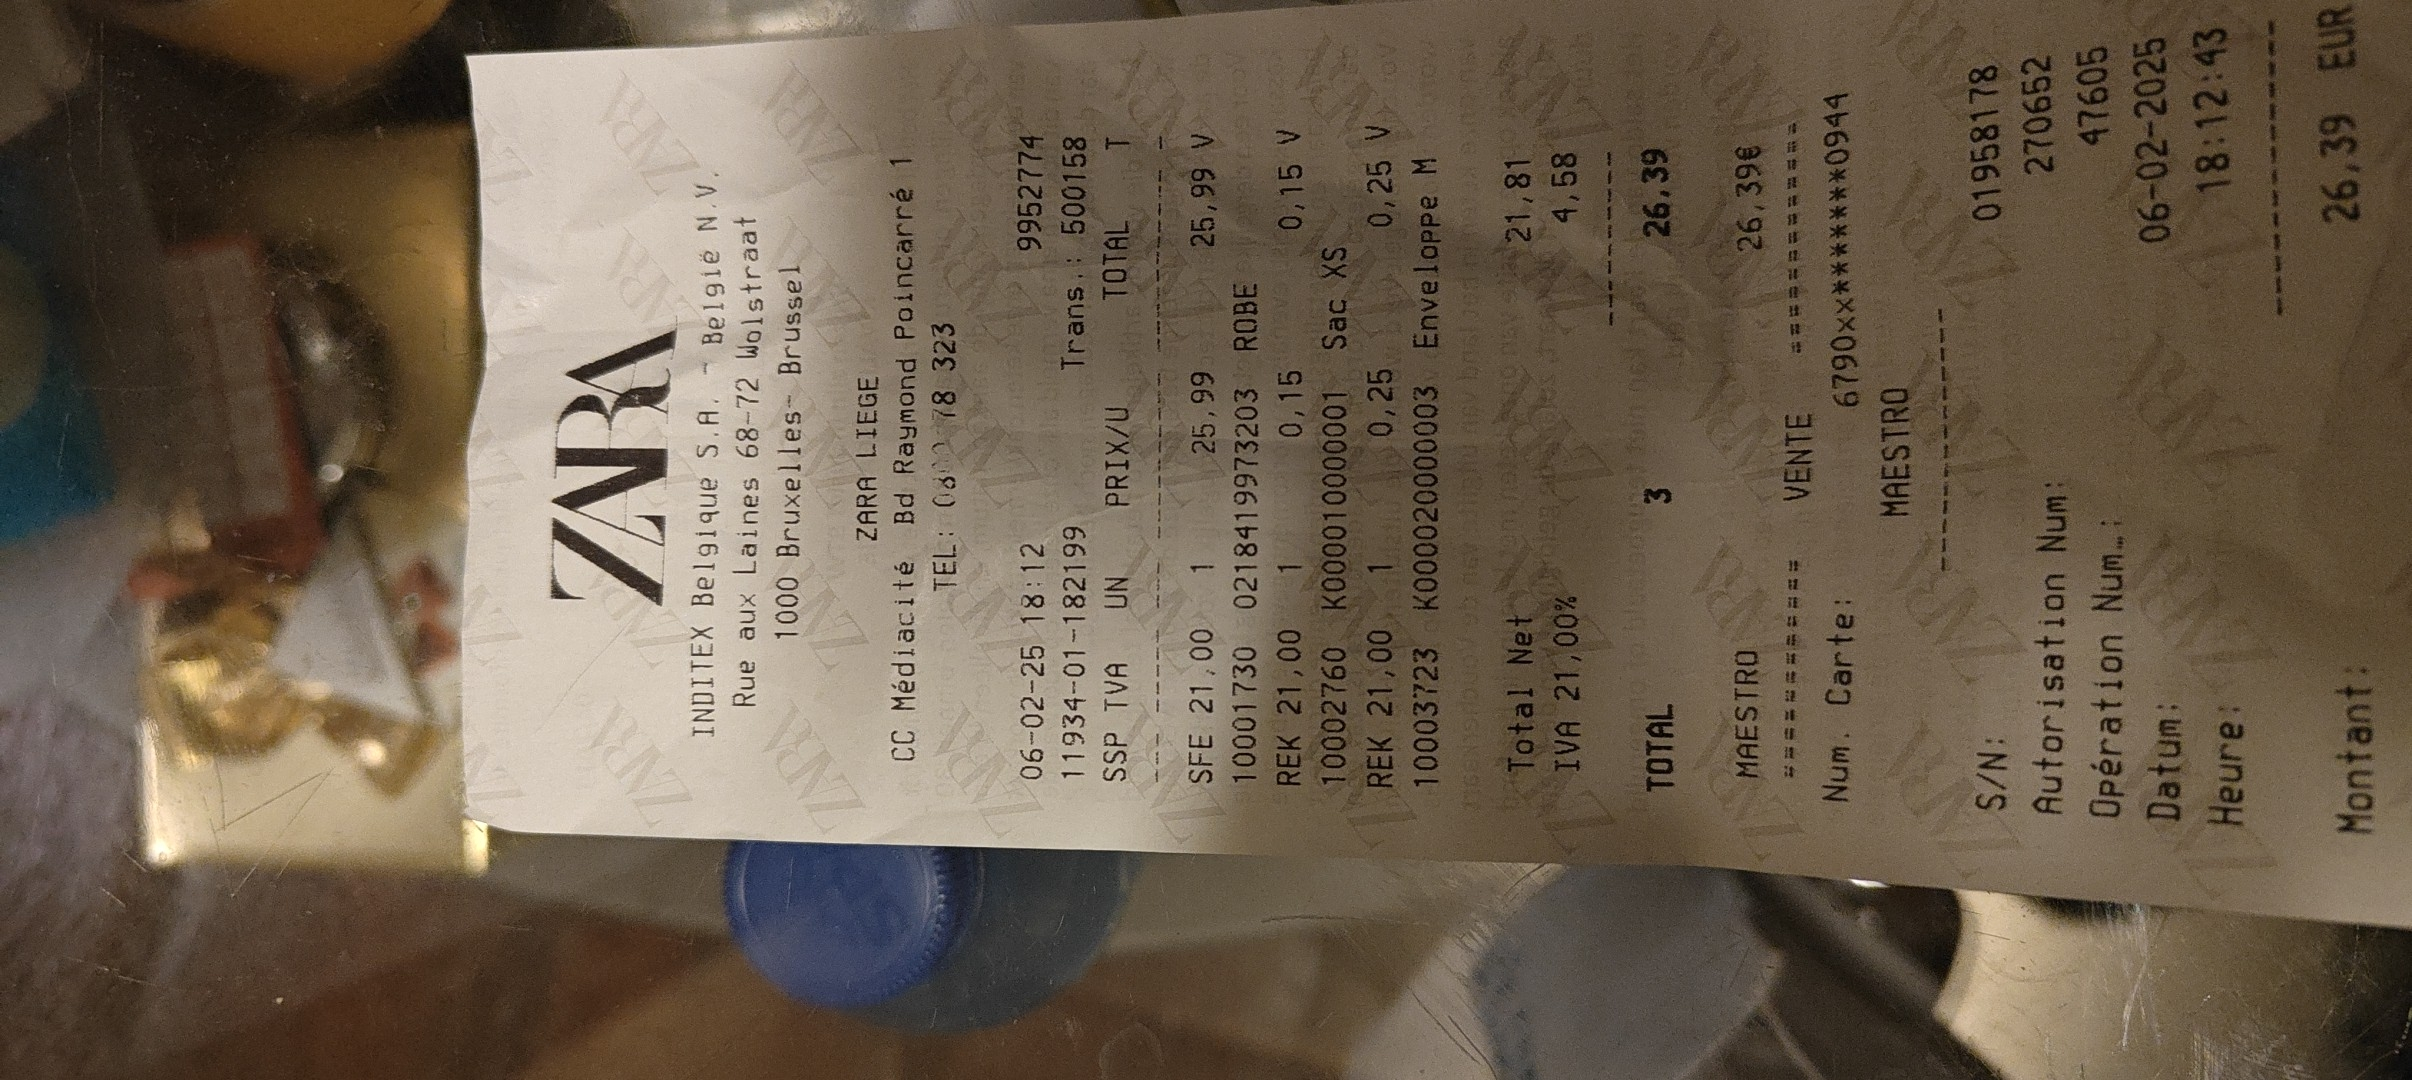 ZARA
INDITEX Belgique S.A. - België N.V.
Rue aux Laines 68-72 Wolstraat
1000 Bruxelles- Brussel
ZARA LIEGE
CC Médiacité Bd Raymond Poincarré 1
TEL: 78 323
06-02-25 18:12 9952774
11934-01-182199 Trans.: 500158
SSP TVA UN PRIX/U TOTAL T
SFE 21,00 1 25,99 25,99 V
10001730 0218419973203 ROBE
REK 21,00 1 0,15 0,15 V
10002760 K000010000001 Sac XS
REK 21,00 1 0,25 0,25 V
10003723 K000020000003 Enveloppe M
Total Net 21,81
IVA 21,00% 4,58
TOTAL 3 26,39
MAESTRO 26,39€
============ VENTE ============
Num. Carte: 6790xx******0944
MAESTRO
S/N: 01958178
Autorisation Num: 270652
Opération Num…: 47605
Datum: 06-02-2025
Heure: 18:12:43
Montant: 26,39 EUR